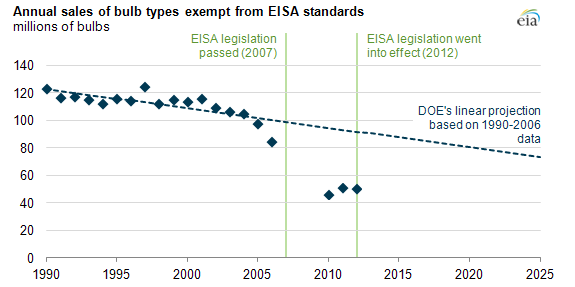 Annual sales of bulb types exempt from EISA standards
millions of bulbs
eia
EISA legislation
passed (2007)
EISA legislation went
into effect (2012)
DOE's linear projection
based on 1990-2006
data
140
120
100
80
60
40
20
0
1990 1995 2000 2005 2010 2015 2020 2025